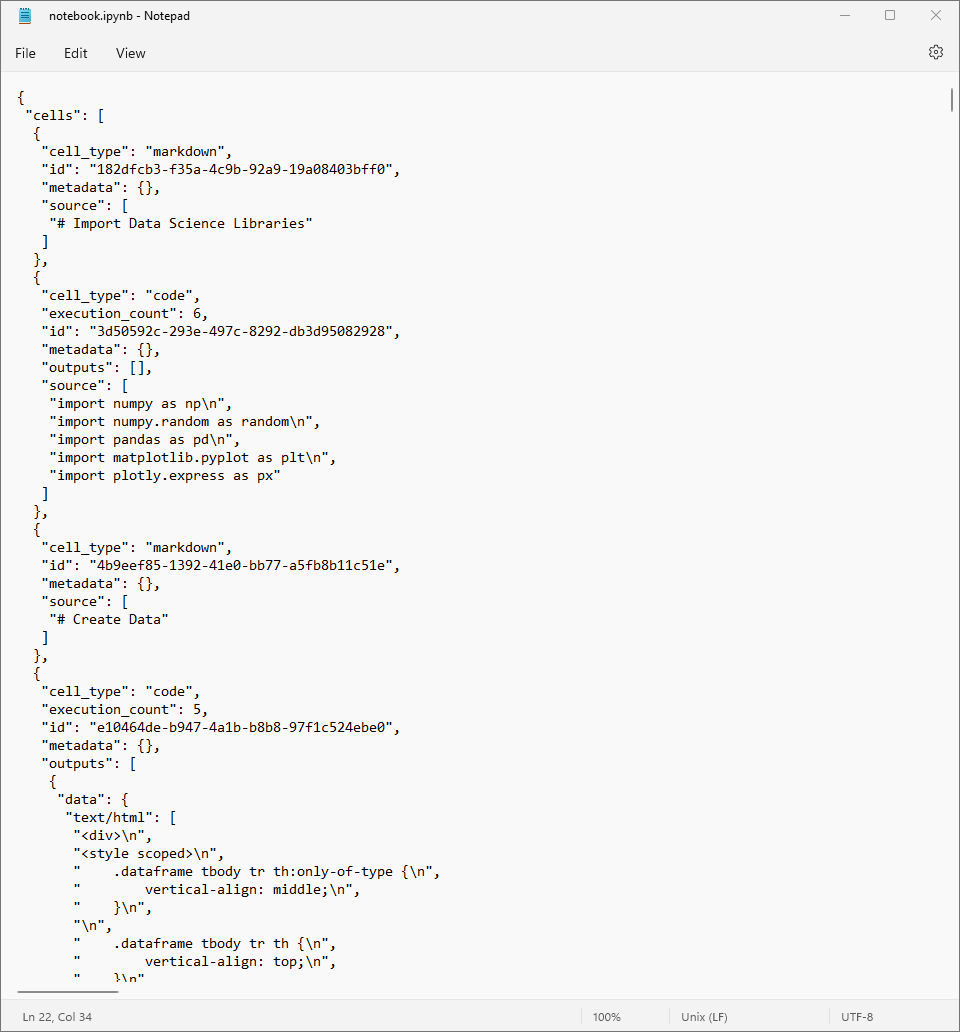 notebook.ipynb - Notepad
File Edit View
{
 "cells": [
  {
   "cell_type": "markdown",
   "id": "182dfcb3-f35a-4c9b-92a9-19a08403bff0",
   "metadata": {},
   "source": [
    "# Import Data Science Libraries"
   ]
  },
  {
   "cell_type": "code",
   "execution_count": 6,
   "id": "3d50592c-293e-497c-8292-db3d95082928",
   "metadata": {},
   "outputs": [],
   "source": [
    "import numpy as np\n",
    "import numpy.random as random\n",
    "import pandas as pd\n",
    "import matplotlib.pyplot as plt\n",
    "import plotly.express as px"
   ]
  },
  {
   "cell_type": "markdown",
   "id": "4b9eef85-1392-41e0-bb77-a5fb8b11c51e",
   "metadata": {},
   "source": [
    "# Create Data"
   ]
  },
  {
   "cell_type": "code",
   "execution_count": 5,
   "id": "e10464de-b947-4a1b-b8b8-97f1c524ebe0",
   "metadata": {},
   "outputs": [
    {
     "data": {
      "text/html": [
       "<div>\n",
       "<style scoped>\n",
       "    .dataframe tbody tr th:only-of-type {\n",
       "        vertical-align: middle;\n",
       "    }\n",
       "\n",
       "    .dataframe tbody tr th {\n",
       "        vertical-align: top;\n",
       "    }\n"
Ln 22, Col 34 100% Unix (LF) UTF-8